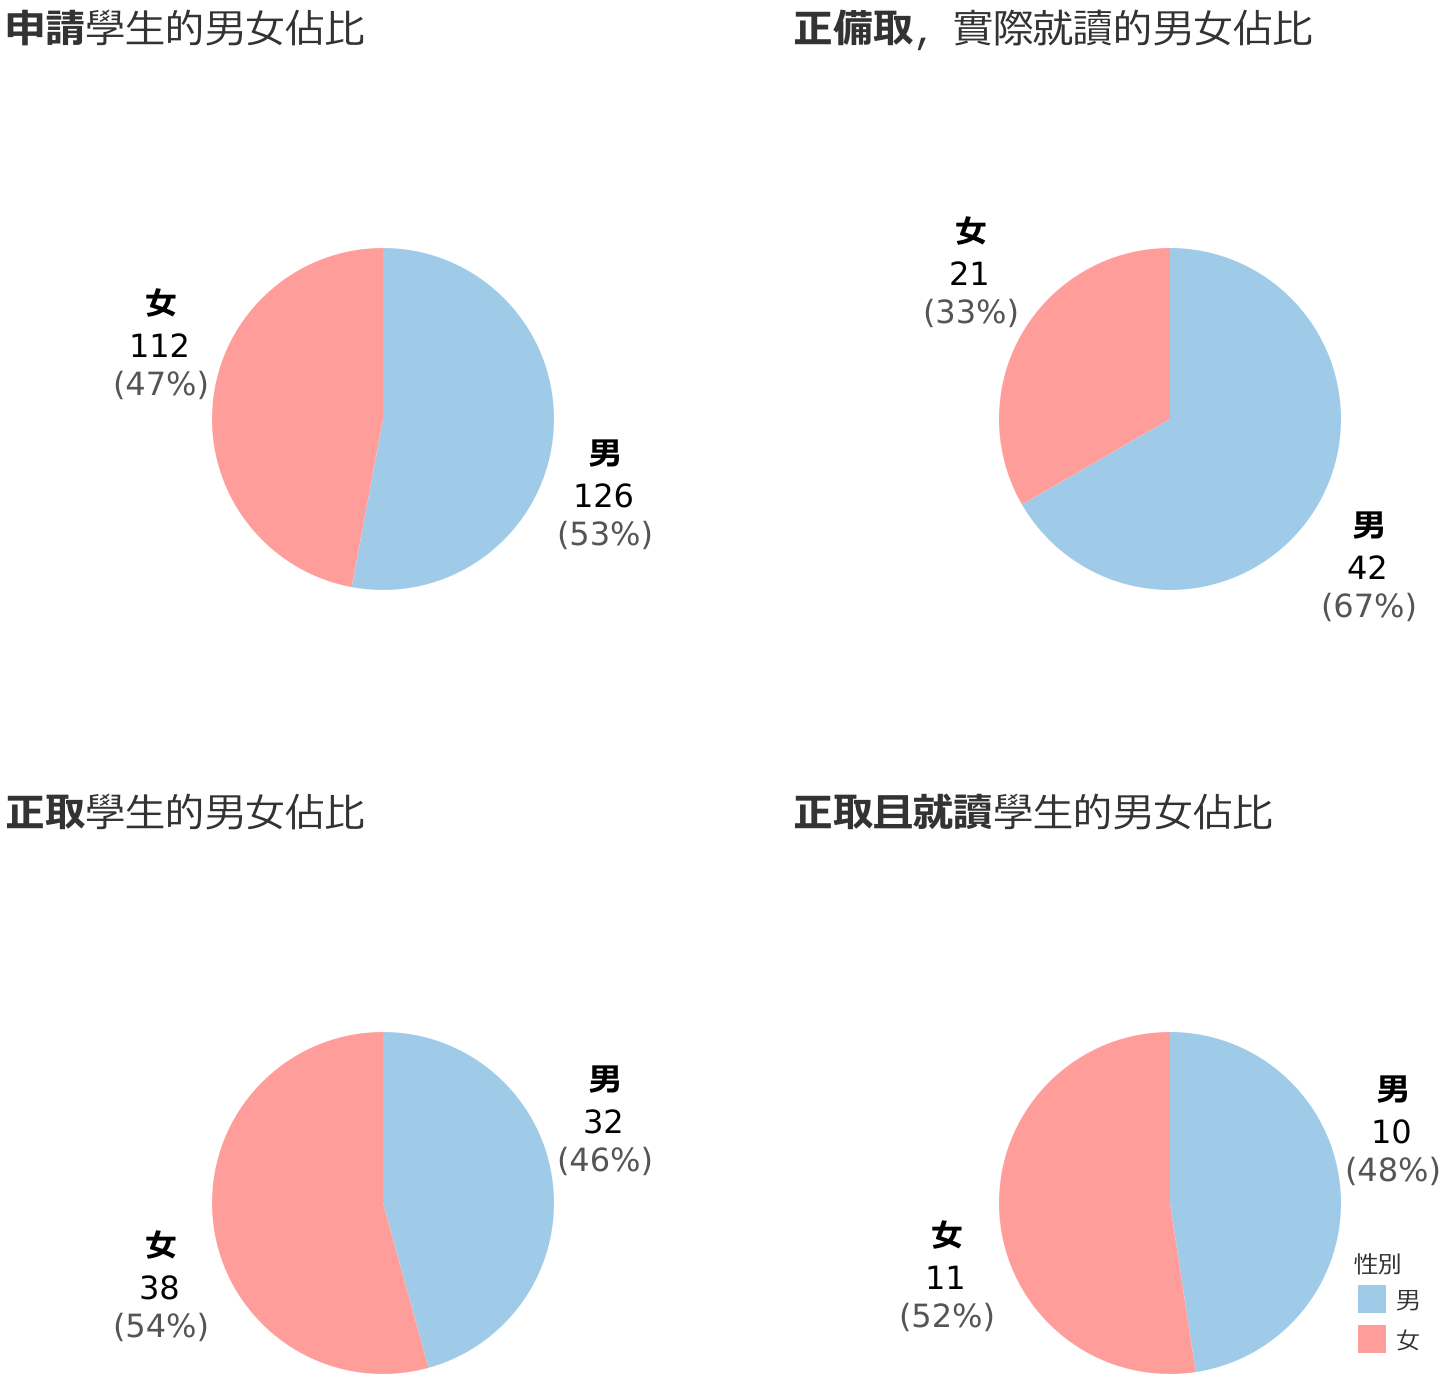 申請學生的男女佔比
女
112
(47%)
男
126
(53%)
正備取，實際就讀的男女佔比
女
21
(33%)
男
42
(67%)
正取學生的男女佔比
男
32
(46%)
女
38
(54%)
正取且就讀學生的男女佔比
男
10
(48%)
女
11
(52%)
性別
男
女